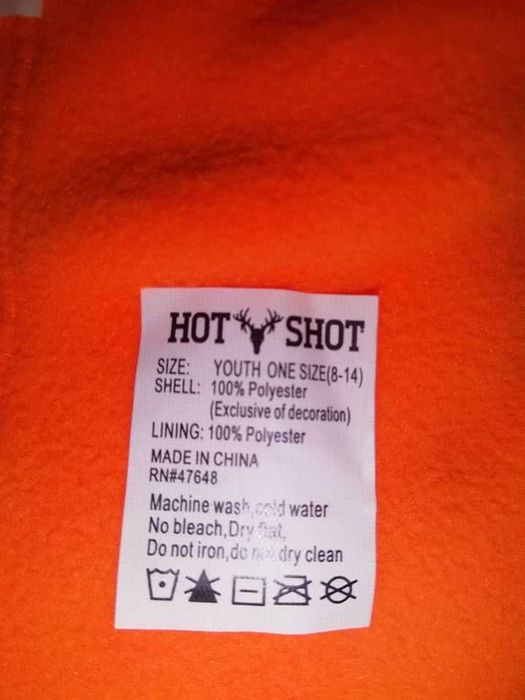 HOT SHOT
SIZE: YOUTH ONE SIZE(8-14)
SHELL: 100% Polyester
(Exclusive of decoration)
LINING: 100% Polyester
MADE IN CHINA
RN#47648
Machine wash,cold water
No bleach,Dry flat,
Do not iron,do not dry clean